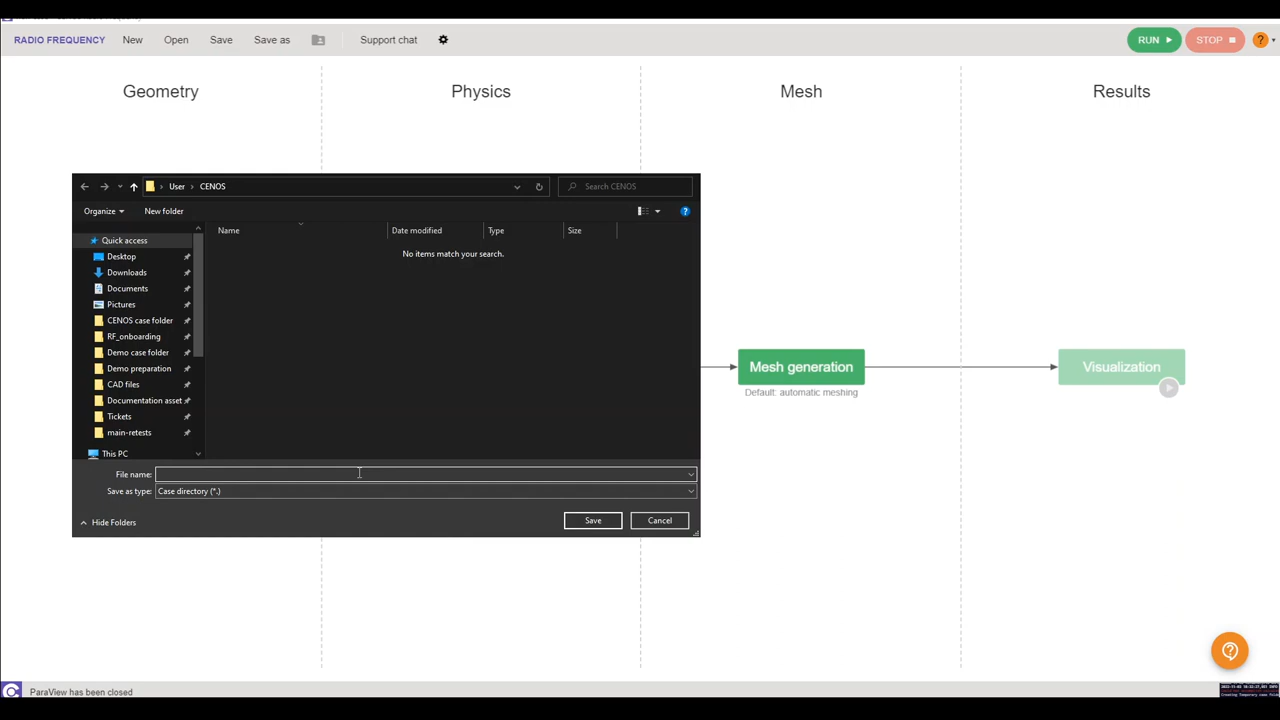 RADIO FREQUENCY New Open Save Save as Support chat RUN STOP ?
Geometry Physics Mesh Results
User › CENOS Search CENOS
Organize New folder ?
Name Date modified Type Size
No items match your search.
Quick access
Desktop
Downloads
Documents
Pictures
CENOS case folder
RF_onboarding
Demo case folder
Demo preparation
CAD files
Documentation asset
Tickets
main-retests
This PC
Mesh generation
Default: automatic meshing
Visualization
File name:
Save as type: Case directory (*.)
Hide Folders Save Cancel
ParaView has been closed